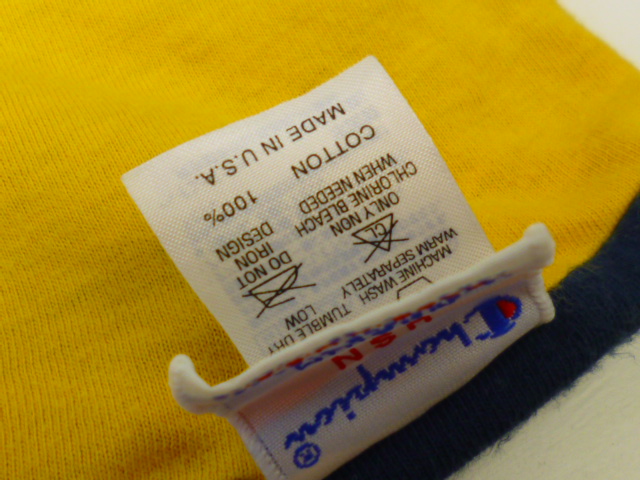 Champion®
MACHINE WASH
WARM SEPARATELY
TUMBLE DRY
LOW
CL
ONLY NON
CHLORINE BLEACH
WHEN NEEDED
DO NOT
IRON
DESIGN
COTTON 100%
MADE IN U.S.A.